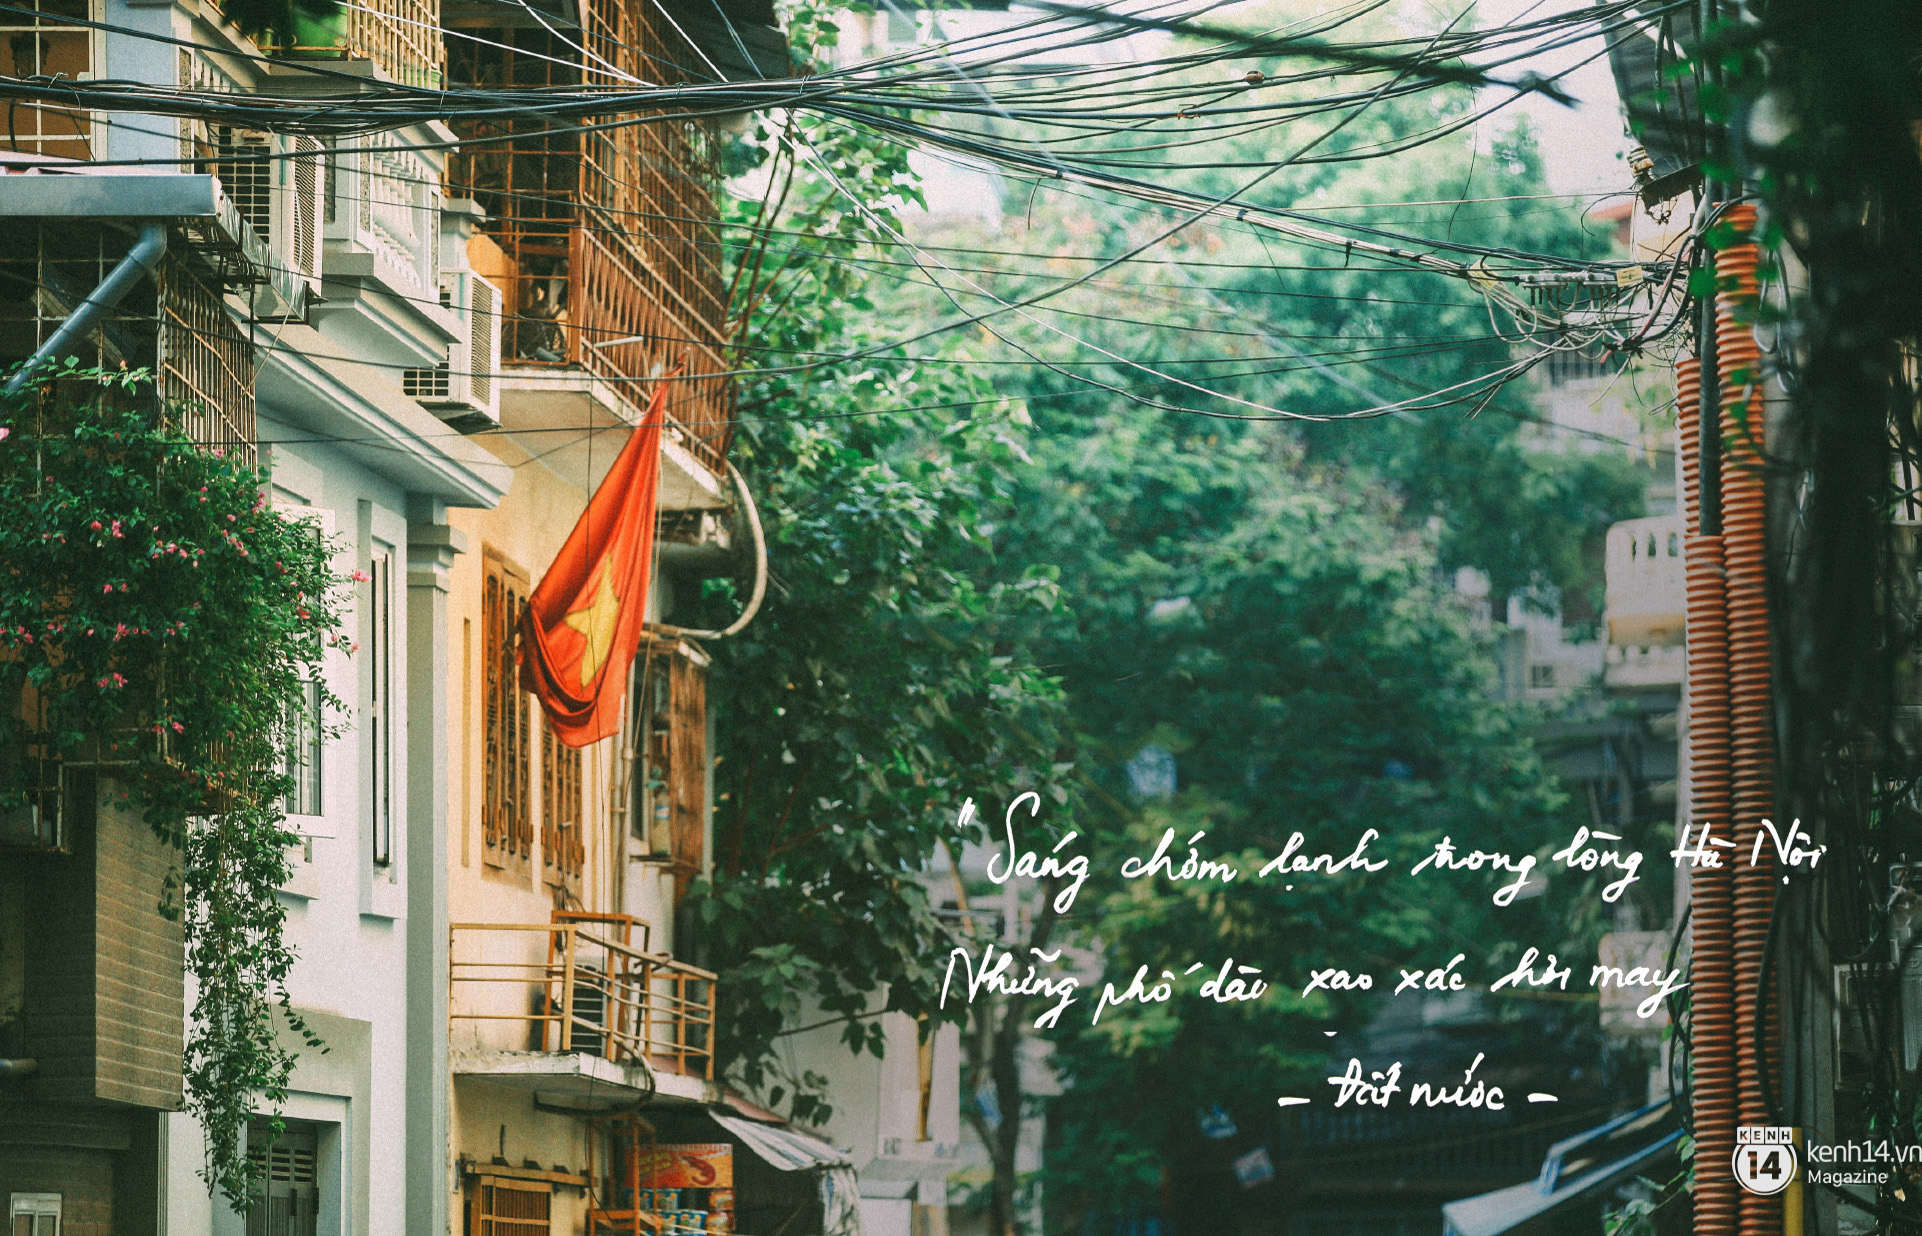 "Sáng chớm lạnh trong lòng Hà Nội
Những phố dài xao xác hơi may
- Đất nước -
KENH
14
kenh14.vn
Magazine